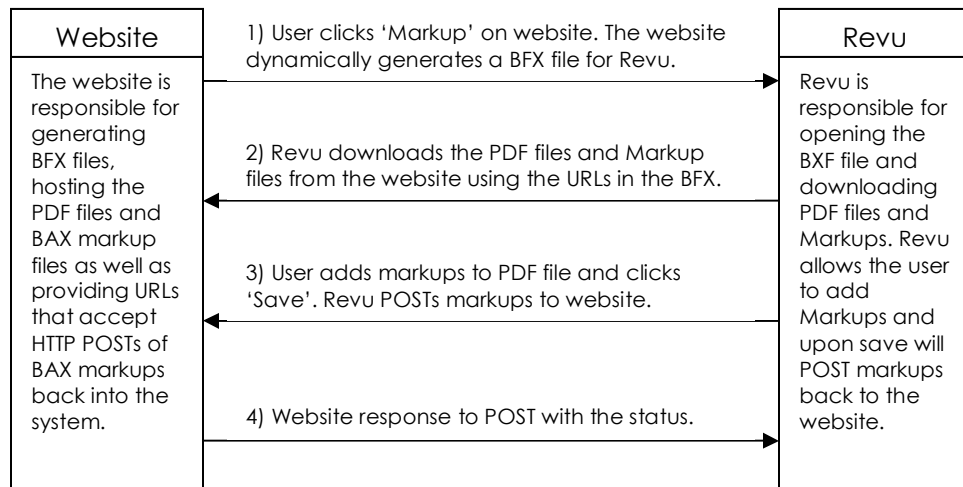 Website
The website is
responsible for
generating
BFX files,
hosting the
PDF files and
BAX markup
files as well as
providing URLs
that accept
HTTP POSTs of
BAX markups
back into the
system.
1) User clicks ‘Markup’ on website. The website
dynamically generates a BFX file for Revu.
2) Revu downloads the PDF files and Markup
files from the website using the URLs in the BFX.
3) User adds markups to PDF file and clicks
‘Save’. Revu POSTs markups to website.
4) Website response to POST with the status.
Revu
Revu is
responsible for
opening the
BXF file and
downloading
PDF files and
Markups. Revu
allows the user
to add
Markups and
upon save will
POST markups
back to the
website.